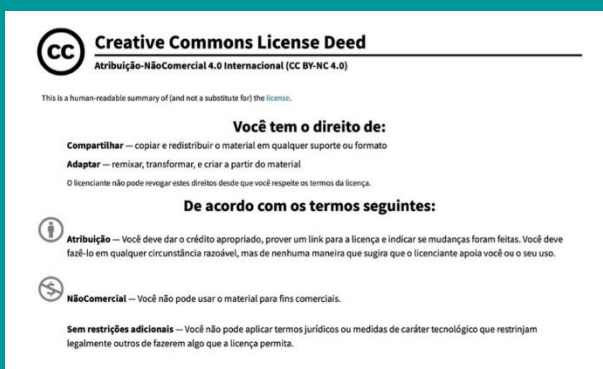 CC
Creative Commons License Deed
Atribuição-NãoComercial 4.0 Internacional (CC BY-NC 4.0)
This is a human-readable summary of (and not a substitute for) the license.
Você tem o direito de:
Compartilhar — copiar e redistribuir o material em qualquer suporte ou formato
Adaptar — remixar, transformar, e criar a partir do material
O licenciante não pode revogar estes direitos desde que você respeite os termos da licença.
De acordo com os termos seguintes:
Atribuição — Você deve dar o crédito apropriado, prover um link para a licença e indicar se mudanças foram feitas. Você deve
fazê-lo em qualquer circunstância razoável, mas de nenhuma maneira que sugira que o licenciante apoia você ou o seu uso.
NãoComercial — Você não pode usar o material para fins comerciais.
Sem restrições adicionais — Você não pode aplicar termos jurídicos ou medidas de caráter tecnológico que restrinjam
legalmente outros de fazerem algo que a licença permita.